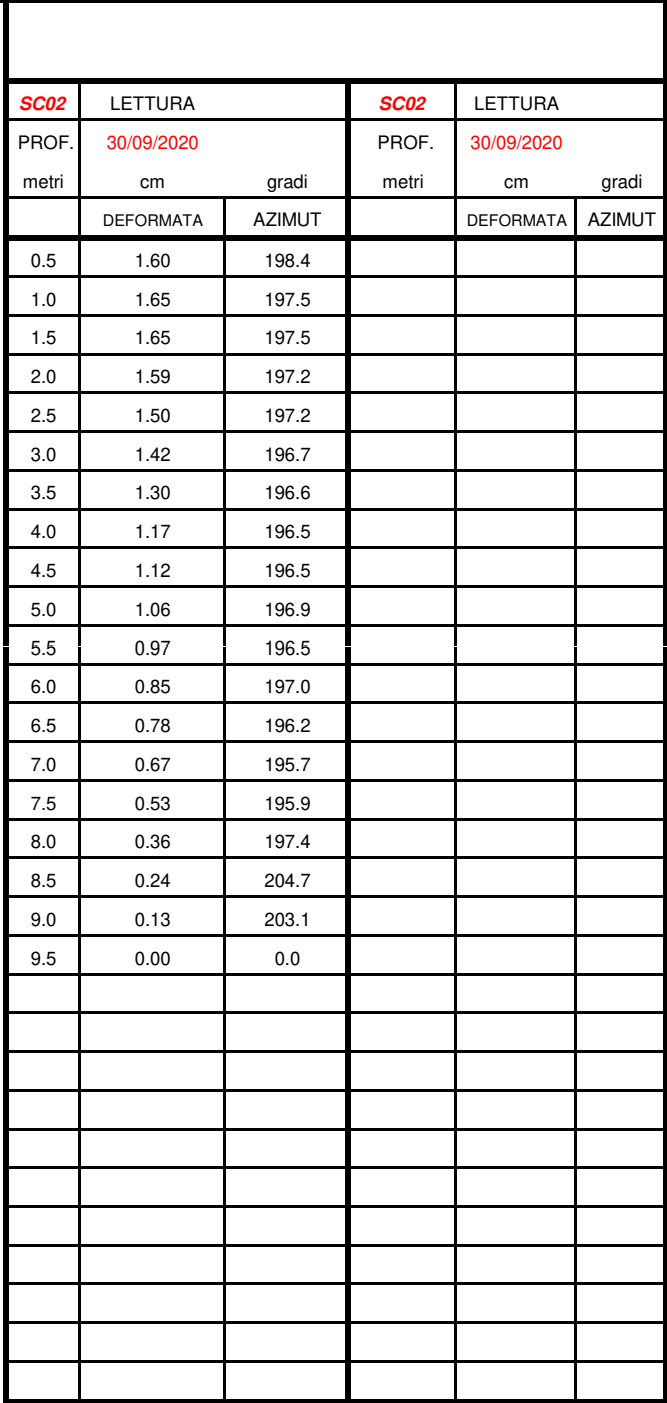 SC02 LETTURA SC02 LETTURA
PROF. 30/09/2020 PROF. 30/09/2020
metri cm gradi metri cm gradi
DEFORMATA AZIMUT DEFORMATA AZIMUT
0.5 1.60 198.4
1.0 1.65 197.5
1.5 1.65 197.5
2.0 1.59 197.2
2.5 1.50 197.2
3.0 1.42 196.7
3.5 1.30 196.6
4.0 1.17 196.5
4.5 1.12 196.5
5.0 1.06 196.9
5.5 0.97 196.5
6.0 0.85 197.0
6.5 0.78 196.2
7.0 0.67 195.7
7.5 0.53 195.9
8.0 0.36 197.4
8.5 0.24 204.7
9.0 0.13 203.1
9.5 0.00 0.0